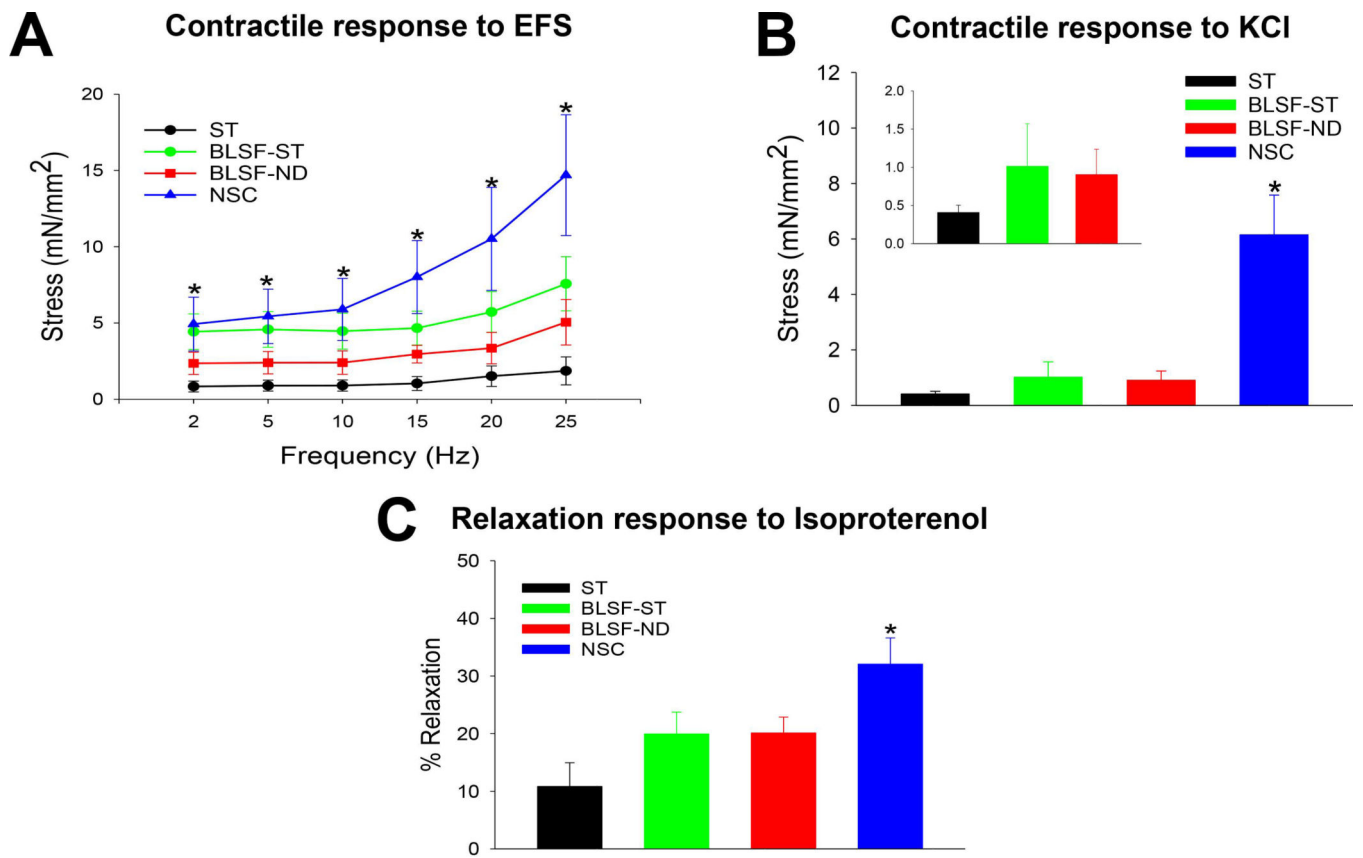 A
Contractile response to EFS
20
15
10
5
0
Stress (mN/mm²)
ST
BLSF-ST
BLSF-ND
NSC
*
*
*
*
*
*
2 5 10 15 20 25
Frequency (Hz)
B
Contractile response to KCl
12
10
8
6
4
2
0
Stress (mN/mm²)
2.0
1.5
1.0
0.5
0.0
ST
BLSF-ST
BLSF-ND
NSC
*
C
Relaxation response to Isoproterenol
50
40
30
20
10
0
% Relaxation
ST
BLSF-ST
BLSF-ND
NSC
*